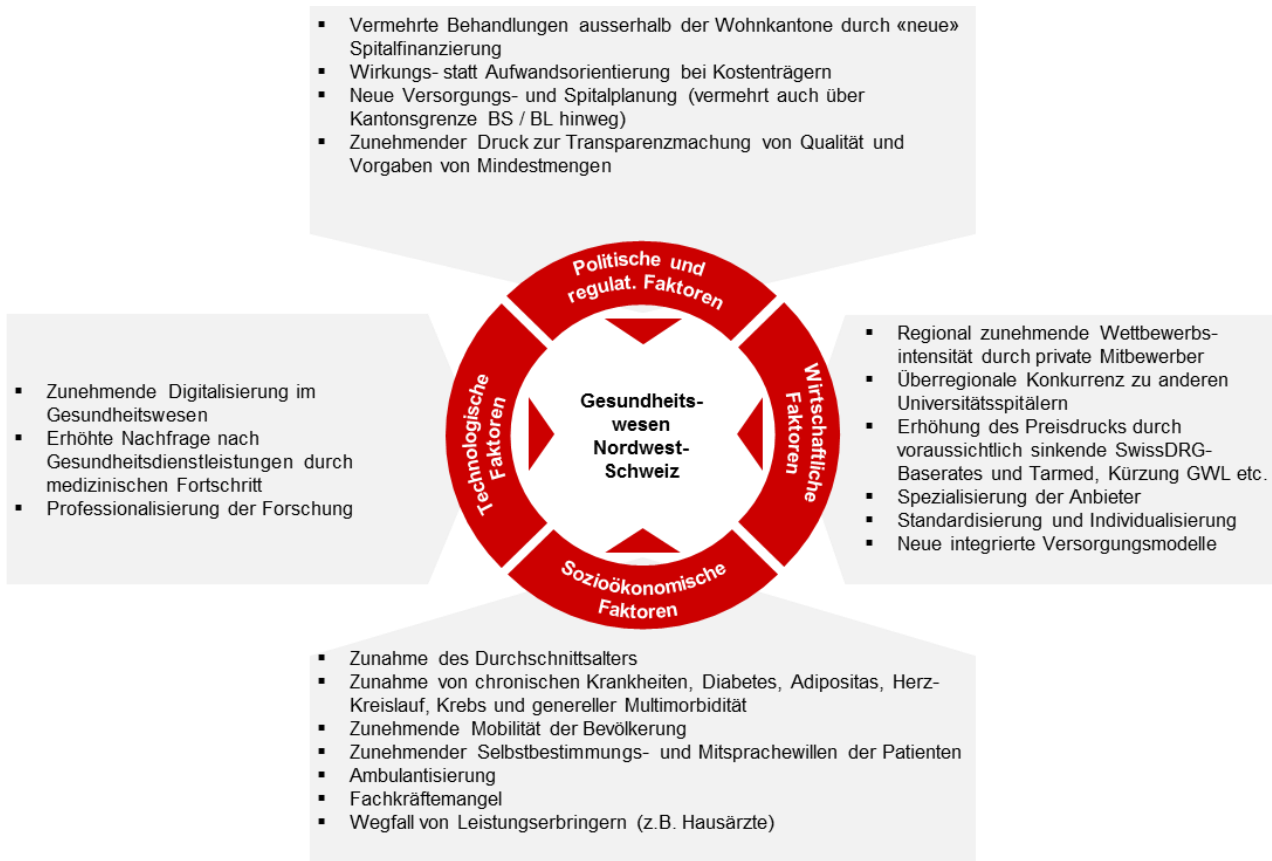 ▪ Vermehrte Behandlungen ausserhalb der Wohnkantone durch «neue»
Spitalfinanzierung
▪ Wirkungs- statt Aufwandsorientierung bei Kostenträgern
▪ Neue Versorgungs- und Spitalplanung (vermehrt auch über
Kantonsgrenze BS / BL hinweg)
▪ Zunehmender Druck zur Transparenzmachung von Qualität und
Vorgaben von Mindestmengen
Politische und
regulat. Faktoren
▪ Zunehmende Digitalisierung im
Gesundheitswesen
▪ Erhöhte Nachfrage nach
Gesundheitsdienstleistungen durch
medizinischen Fortschritt
▪ Professionalisierung der Forschung
Technologische
Faktoren
Gesundheits-
wesen
Nordwest-
Schweiz
Wirtschaftliche
Faktoren
▪ Regional zunehmende Wettbewerbs-
intensität durch private Mitbewerber
▪ Überregionale Konkurrenz zu anderen
Universitätsspitälern
▪ Erhöhung des Preisdrucks durch
voraussichtlich sinkende SwissDRG-
Baserates und Tarmed, Kürzung GWL etc.
▪ Spezialisierung der Anbieter
▪ Standardisierung und Individualisierung
▪ Neue integrierte Versorgungsmodelle
Sozioökonomische
Faktoren
▪ Zunahme des Durchschnittsalters
▪ Zunahme von chronischen Krankheiten, Diabetes, Adipositas, Herz-
Kreislauf, Krebs und genereller Multimorbidität
▪ Zunehmende Mobilität der Bevölkerung
▪ Zunehmender Selbstbestimmungs- und Mitsprachewillen der Patienten
▪ Ambulantisierung
▪ Fachkräftemangel
▪ Wegfall von Leistungserbringern (z.B. Hausärzte)